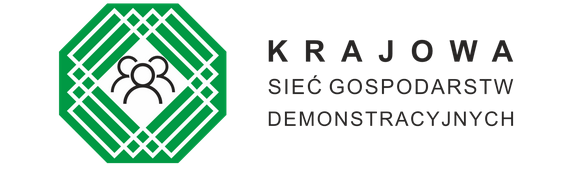 KRAJOWA
SIEĆ GOSPODARSTW
DEMONSTRACYJNYCH